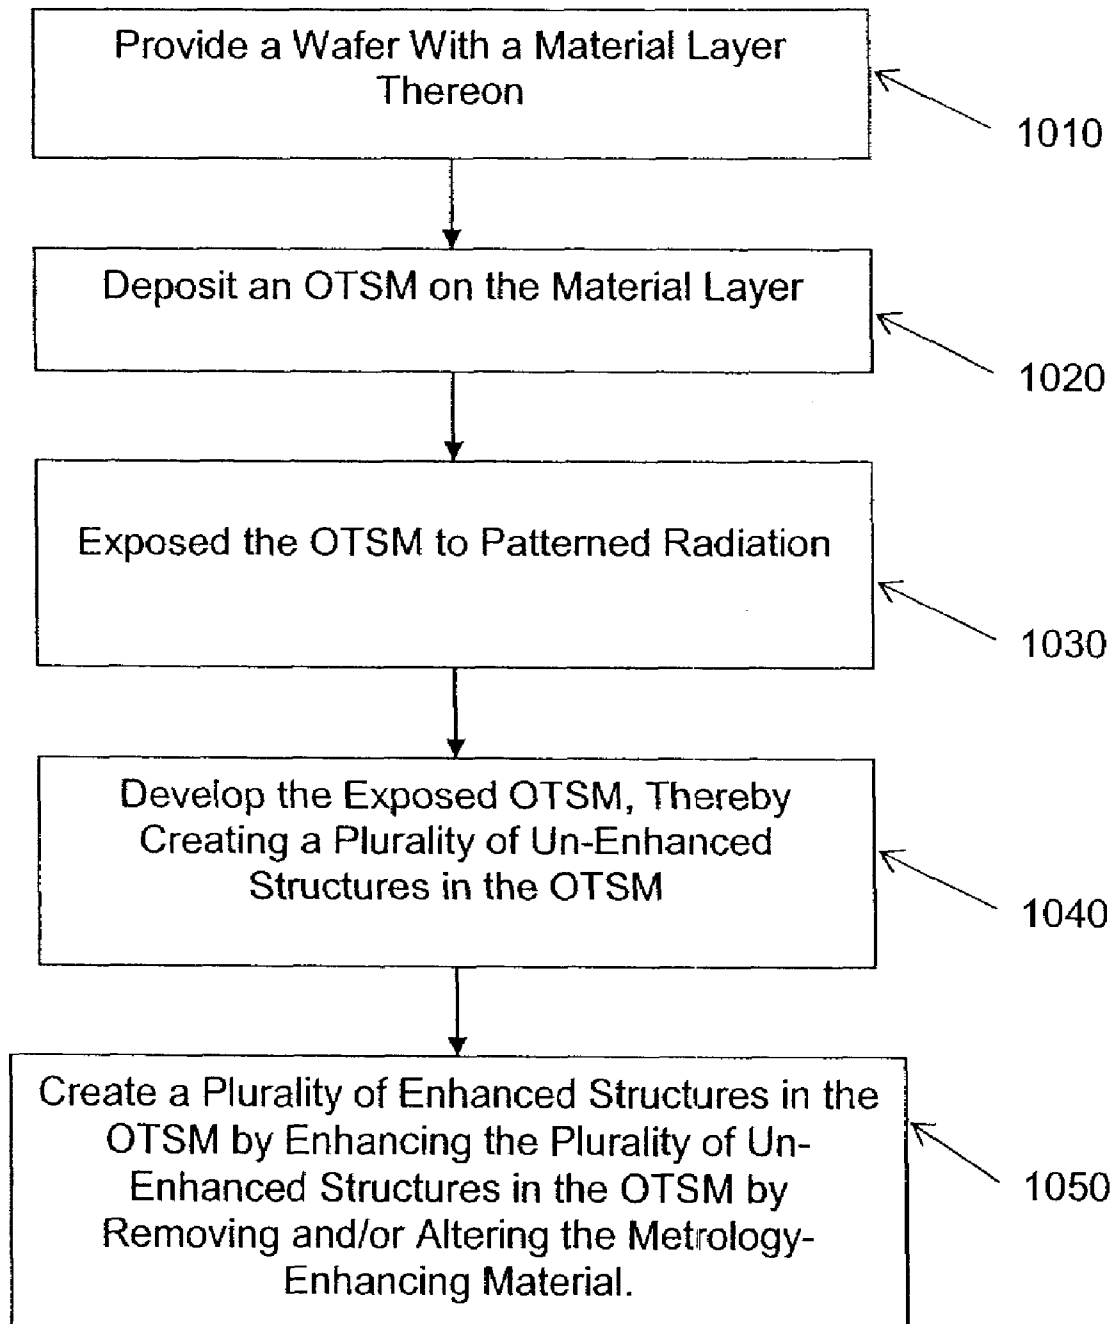 Provide a Wafer With a Material Layer
Thereon
1010
Deposit an OTSM on the Material Layer
1020
Exposed the OTSM to Patterned Radiation
1030
Develop the Exposed OTSM, Thereby
Creating a Plurality of Un-Enhanced
Structures in the OTSM
1040
Create a Plurality of Enhanced Structures in the
OTSM by Enhancing the Plurality of Un-
Enhanced Structures in the OTSM by
Removing and/or Altering the Metrology-
Enhancing Material.
1050